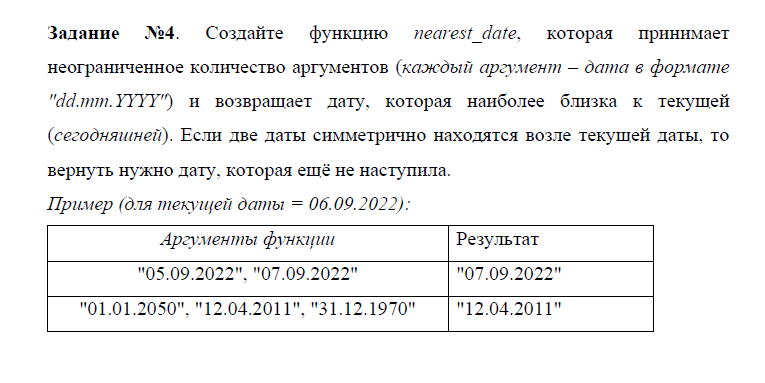 Задание №4. Создайте функцию nearest_date, которая принимает
неограниченное количество аргументов (каждый аргумент – дата в формате
"dd.mm.YYYY") и возвращает дату, которая наиболее близка к текущей
(сегодняшней). Если две даты симметрично находятся возле текущей даты, то
вернуть нужно дату, которая ещё не наступила.
Пример (для текущей даты = 06.09.2022):
Аргументы функции Результат
"05.09.2022", "07.09.2022" "07.09.2022"
"01.01.2050", "12.04.2011", "31.12.1970" "12.04.2011"